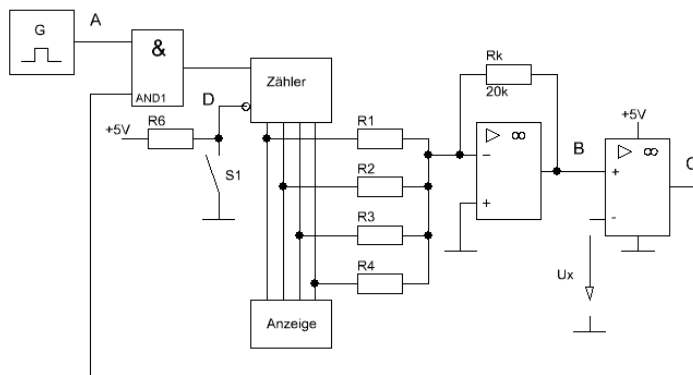 G
A
&
AND1
Zähler
D
+5V
R6
S1
R1
R2
R3
R4
Anzeige
Rk
20k
▷ ∞
-
+
B
+5V
▷ ∞
+
-
C
Ux